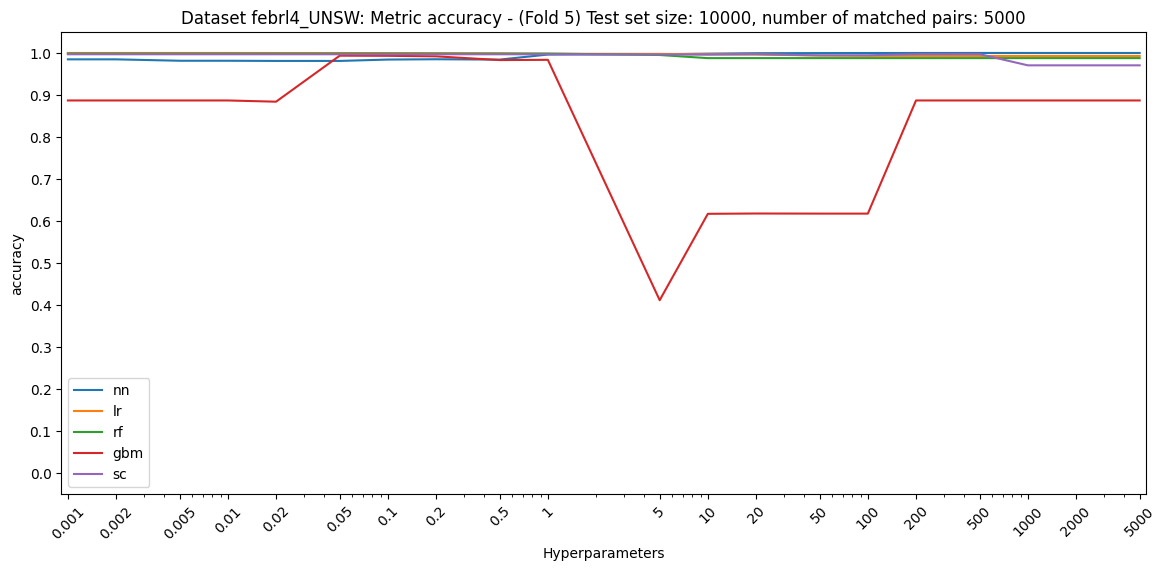 Dataset febrl4_UNSW: Metric accuracy - (Fold 5) Test set size: 10000, number of matched pairs: 5000
accuracy
1.0
0.9
0.8
0.7
0.6
0.5
0.4
0.3
0.2
0.1
0.0
nn
lr
rf
gbm
sc
0.001 0.002 0.005 0.01 0.02 0.05 0.1 0.2 0.5 1 5 10 20 50 100 200 500 1000 2000 5000
Hyperparameters